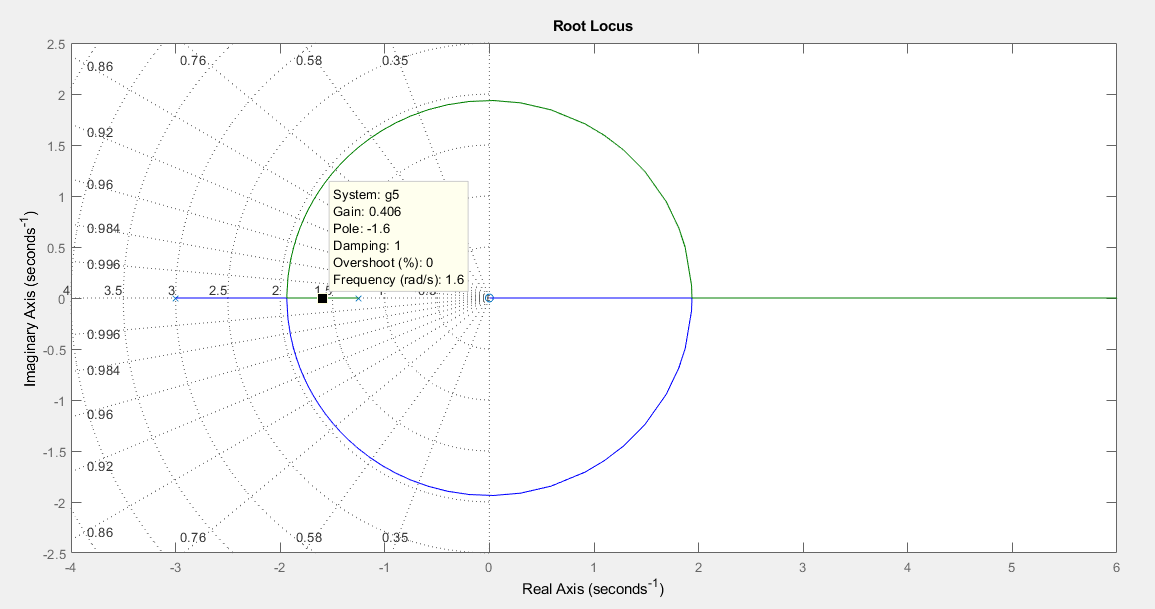 Root Locus
2.5
0.86 0.76 0.58 0.35
2
0.92
1.5
0.96
1
0.984
0.5
0.996
System: g5
Gain: 0.406
Pole: -1.6
Damping: 1
Overshoot (%): 0
Frequency (rad/s): 1.6
4 3.5 3 2.5 2
0
0.996
-0.5
0.984
-1
0.96
-1.5
0.92
-2
0.86 0.76 0.58 0.35
-2.5
-4 -3 -2 -1 0 1 2 3 4 5 6
Real Axis (seconds⁻¹)
Imaginary Axis (seconds⁻¹)